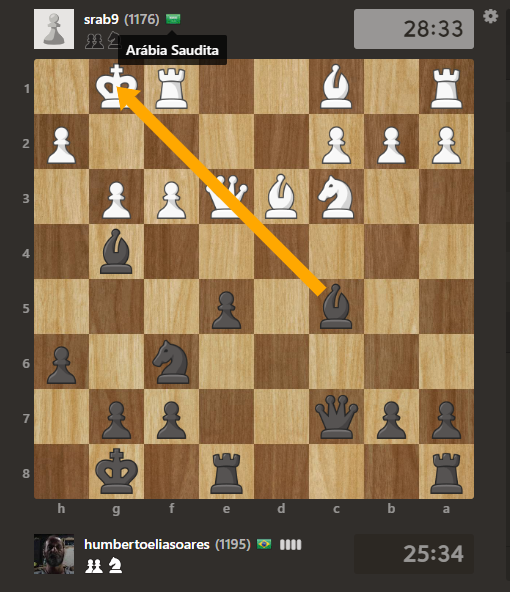 srab9 (1176)
28:33
Arábia Saudita
1
2
3
4
5
6
7
8
h g f e d c b a
humbertoeliasoares (1195)
25:34